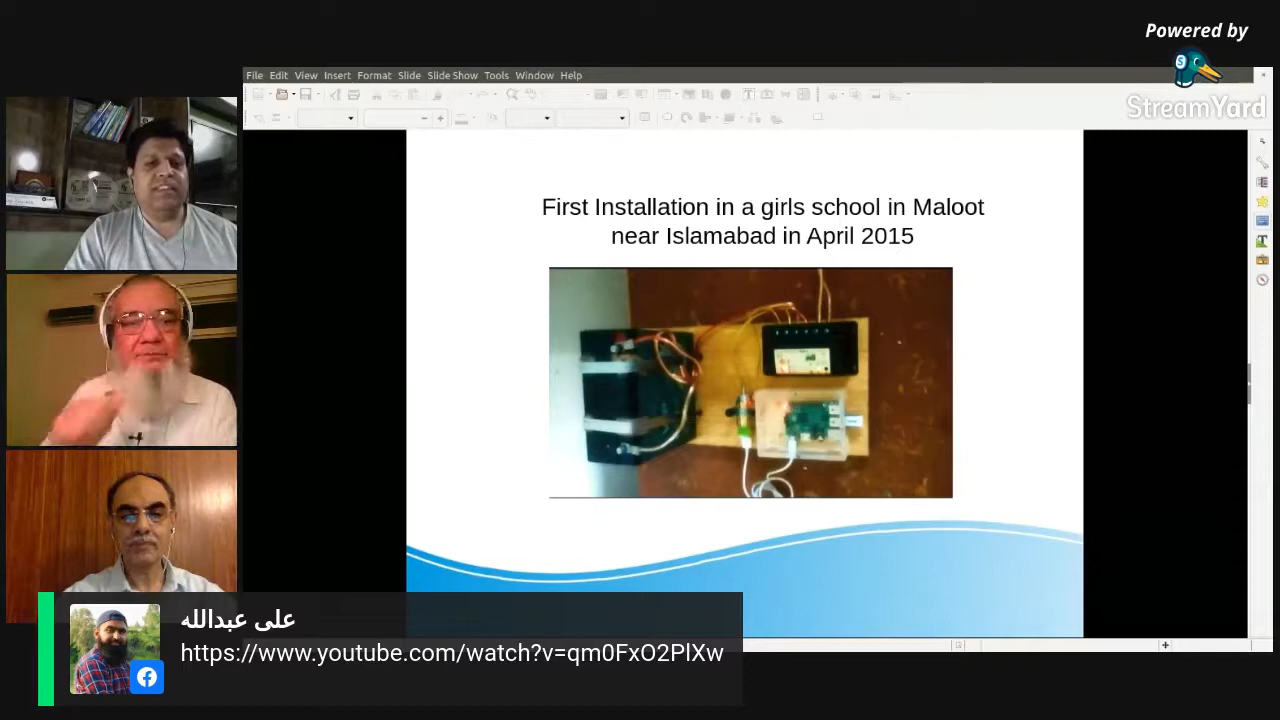 Powered by
StreamYard
File Edit View Insert Format Slide Slide Show Tools Window Help
First Installation in a girls school in Maloot
near Islamabad in April 2015
علی عبدالله
https://www.youtube.com/watch?v=qm0FxO2PlXw